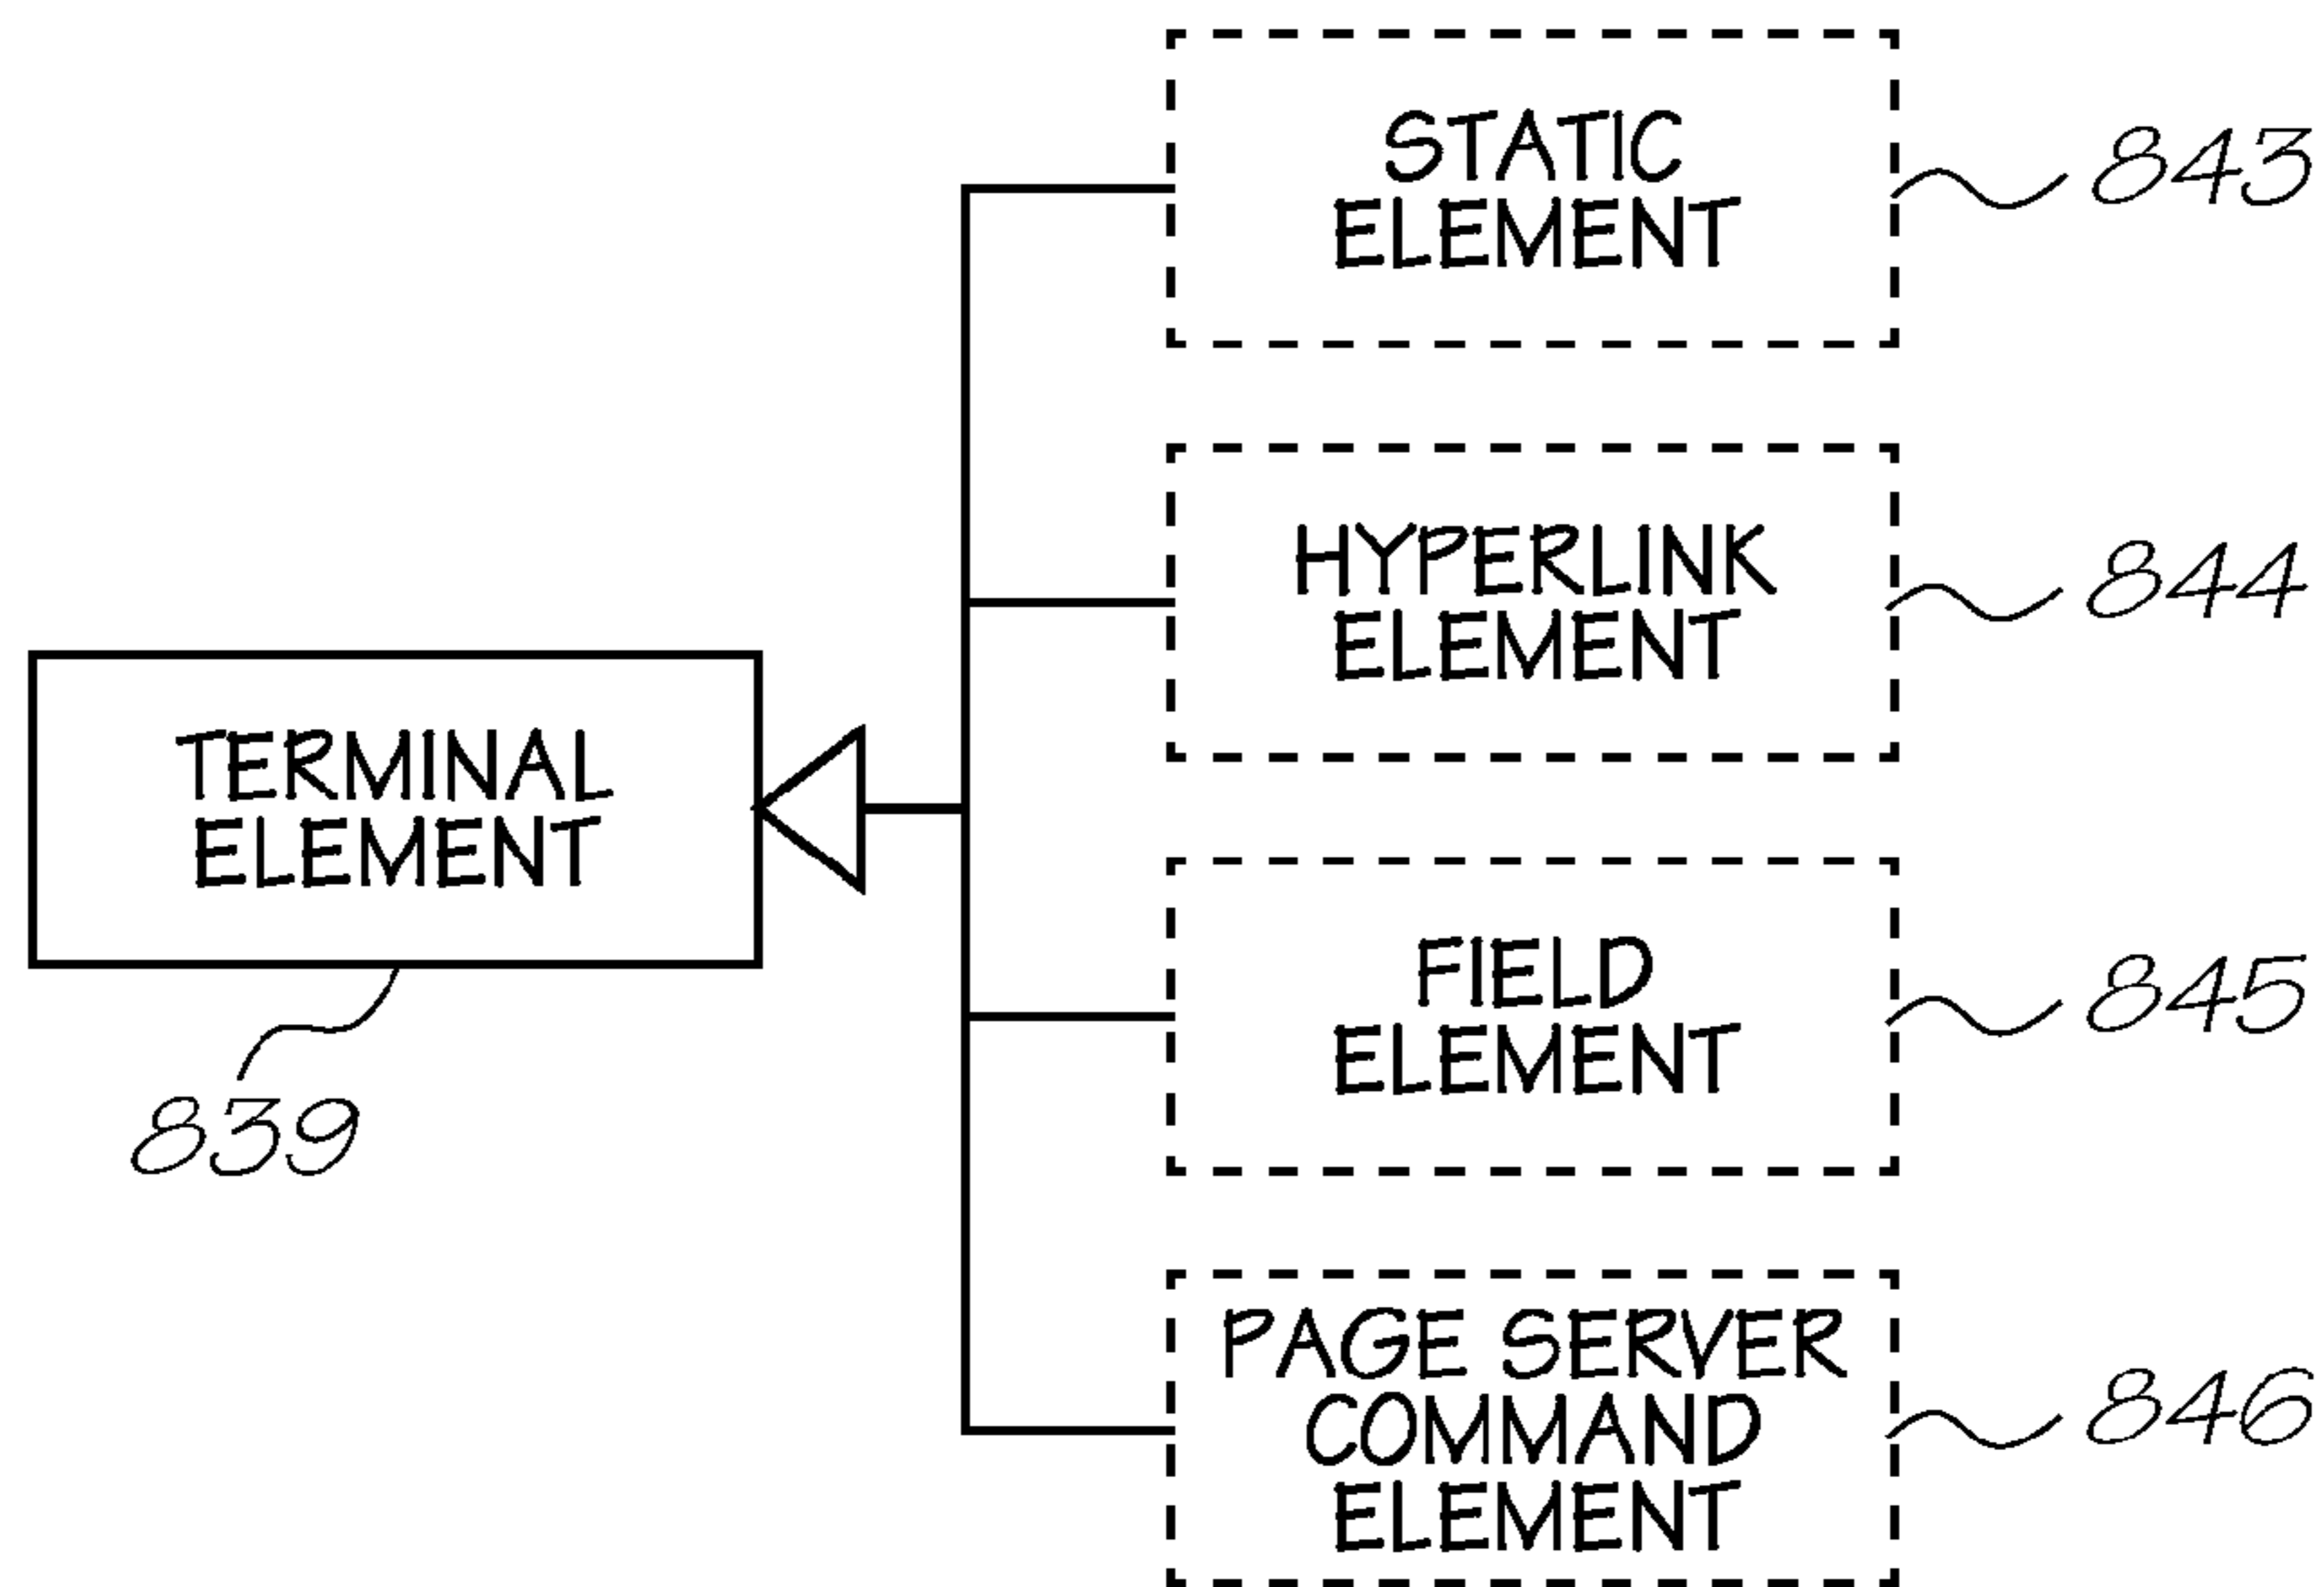 STATIC
ELEMENT
843
HYPERLINK
ELEMENT
844
TERMINAL
ELEMENT
839
FIELD
ELEMENT
845
PAGE SERVER
COMMAND
ELEMENT
846